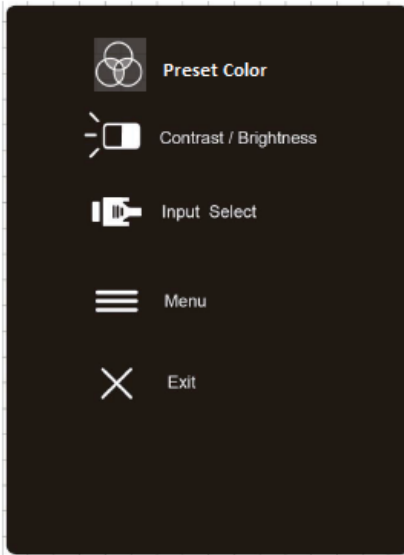 Preset Color
Contrast / Brightness
Input Select
Menu
Exit